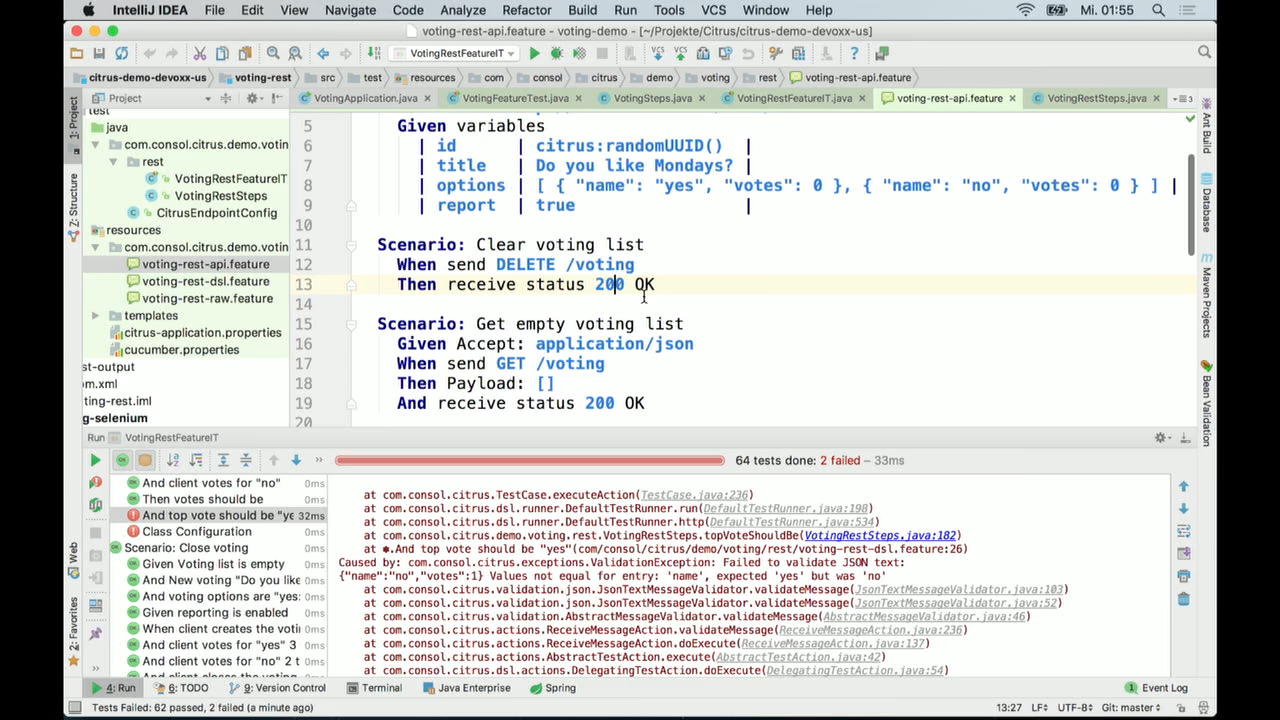 IntelliJ IDEA File Edit View Navigate Code Analyze Refactor Build Run Tools VCS Window Help Mi. 01:55
voting-rest-api.feature - voting-demo - [~/Projekte/Citrus/citrus-demo-devoxx-us]
VotingRestFeatureIT
citrus-demo-devoxx-us voting-rest src test resources com consol citrus demo voting rest voting-rest-api.feature
Project VotingApplication.java VotingFeatureTest.java VotingSteps.java VotingRestFeatureIT.java voting-rest-api.feature VotingRestSteps.java
1: Project
Z: Structure
Web
2: Favorites
test
java
com.consol.citrus.demo.votin
rest
VotingRestFeatureIT
VotingRestSteps
CitrusEndpointConfig
resources
com.consol.citrus.demo.votin
voting-rest-api.feature
voting-rest-dsl.feature
voting-rest-raw.feature
templates
citrus-application.properties
cucumber.properties
st-output
om.xml
ting-rest.iml
g-selenium
5 Given variables
6 | id | citrus:randomUUID() |
7 | title | Do you like Mondays? |
8 | options | [ { "name": "yes", "votes": 0 }, { "name": "no", "votes": 0 } ] |
9 | report | true |
10
11 Scenario: Clear voting list
12 When send DELETE /voting
13 Then receive status 200 OK
14
15 Scenario: Get empty voting list
16 Given Accept: application/json
17 When send GET /voting
18 Then Payload: []
19 And receive status 200 OK
20
Ant Build
Database
Maven Projects
Bean Validation
Run VotingRestFeatureIT
64 tests done: 2 failed – 33ms
And client votes for "no" 0ms
Then votes should be 0ms
And top vote should be "ye 32ms
Class Configuration 0ms
Scenario: Close voting 0ms
Given Voting list is empty 0ms
And New voting "Do you like 0ms
And voting options are "yes: 0ms
Given reporting is enabled 0ms
When client creates the voti 0ms
And client votes for "yes" 3 0ms
And client votes for "no" 2 t 0ms
at com.consol.citrus.TestCase.executeAction(TestCase.java:236)
at com.consol.citrus.dsl.runner.DefaultTestRunner.run(DefaultTestRunner.java:198)
at com.consol.citrus.dsl.runner.DefaultTestRunner.http(DefaultTestRunner.java:534)
at com.consol.citrus.demo.voting.rest.VotingRestSteps.topVoteShouldBe(VotingRestSteps.java:182)
at ✽.And top vote should be "yes"(com/consol/citrus/demo/voting/rest/voting-rest-dsl.feature:26)
Caused by: com.consol.citrus.exceptions.ValidationException: Failed to validate JSON text:
{"name":"no","votes":1} Values not equal for entry: 'name', expected 'yes' but was 'no'
at com.consol.citrus.validation.json.JsonTextMessageValidator.validateMessage(JsonTextMessageValidator.java:103)
at com.consol.citrus.validation.json.JsonTextMessageValidator.validateMessage(JsonTextMessageValidator.java:52)
at com.consol.citrus.validation.AbstractMessageValidator.validateMessage(AbstractMessageValidator.java:46)
at com.consol.citrus.actions.ReceiveMessageAction.validateMessage(ReceiveMessageAction.java:236)
at com.consol.citrus.actions.ReceiveMessageAction.doExecute(ReceiveMessageAction.java:137)
at com.consol.citrus.actions.AbstractTestAction.execute(AbstractTestAction.java:42)
at com.consol.citrus.dsl.actions.DelegatingTestAction.doExecute(DelegatingTestAction.java:54)
4: Run 6: TODO 9: Version Control Terminal Java Enterprise Spring 1 Event Log
Tests Failed: 62 passed, 2 failed (a minute ago) 13:27 LF UTF-8 Git: master